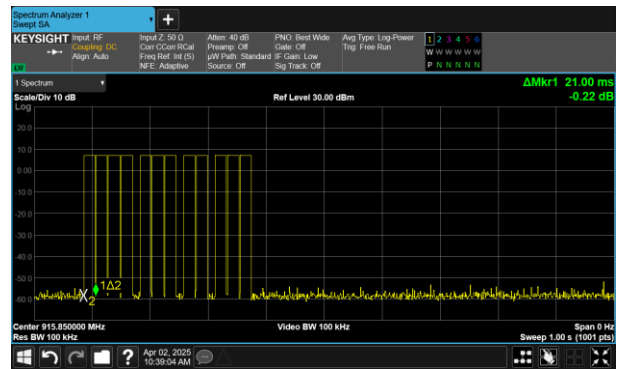 Spectrum Analyzer 1
Swept SA
KEYSIGHT
Input: RF
Coupling: DC
Align: Auto
Input Z: 50 Ω
Corr CCorr RCal
Freq Ref: Int (S)
NFE: Adaptive
Atten: 40 dB
Preamp: Off
µW Path: Standard
Source: Off
PNO: Best Wide
Gate: Off
IF Gain: Low
Sig Track: Off
Avg Type: Log-Power
Trig: Free Run
1 2 3 4 5 6
W W W W W W
P N N N N N
1 Spectrum
ΔMkr1 21.00 ms
Scale/Div 10 dB
Ref Level 30.00 dBm
-0.22 dB
Log
20.0
10.0
0.00
-10.0
-20.0
-30.0
-40.0
-50.0
-60.0
1Δ2
X2
Center 915.850000 MHz
Video BW 100 kHz
Span 0 Hz
Res BW 100 kHz
Sweep 1.00 s (1001 pts)
?
Apr 02, 2025
10:39:04 AM